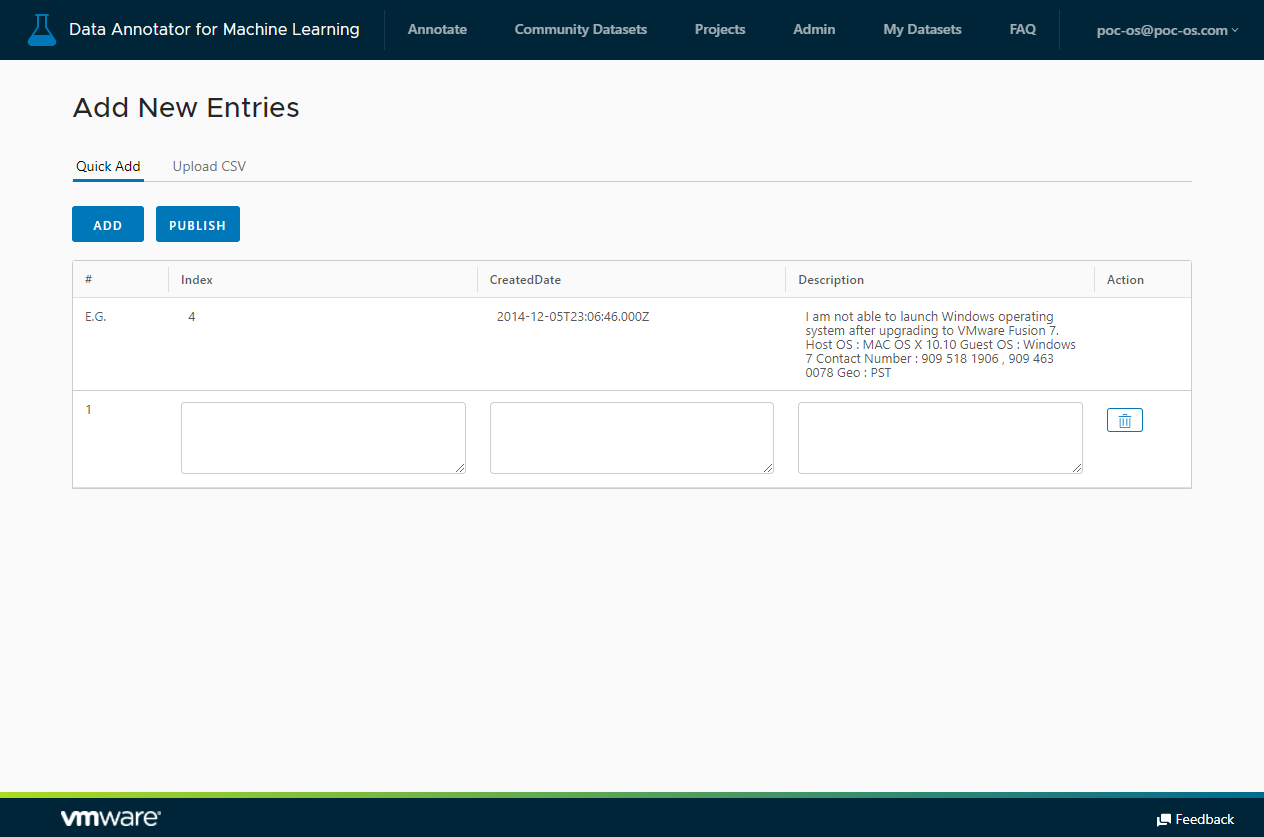 Data Annotator for Machine Learning
Annotate
Community Datasets
Projects
Admin
My Datasets
FAQ
poc-os@poc-os.com
Add New Entries
Quick Add
Upload CSV
ADD
PUBLISH
#
Index
CreatedDate
Description
Action
E.G.
4
2014-12-05T23:06:46.000Z
I am not able to launch Windows operating
system after upgrading to VMware Fusion 7.
Host OS : MAC OS X 10.10 Guest OS : Windows
7 Contact Number : 909 518 1906 , 909 463
0078 Geo : PST
1
vmware
Feedback